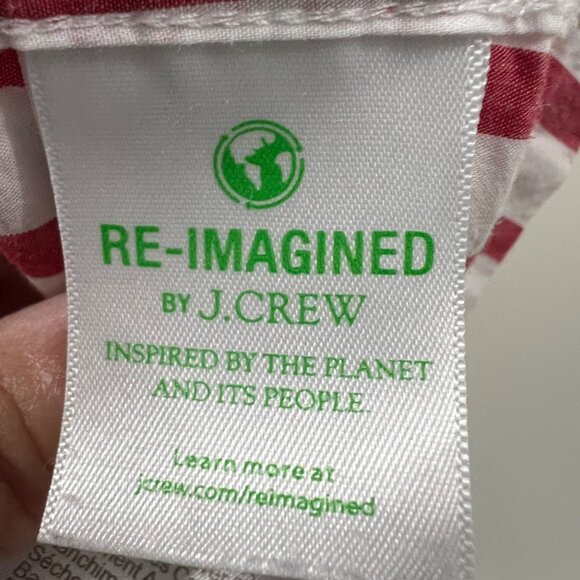 RE-IMAGINED
BY J.CREW
INSPIRED BY THE PLANET
AND ITS PEOPLE.
Learn more at
jcrew.com/reimagined